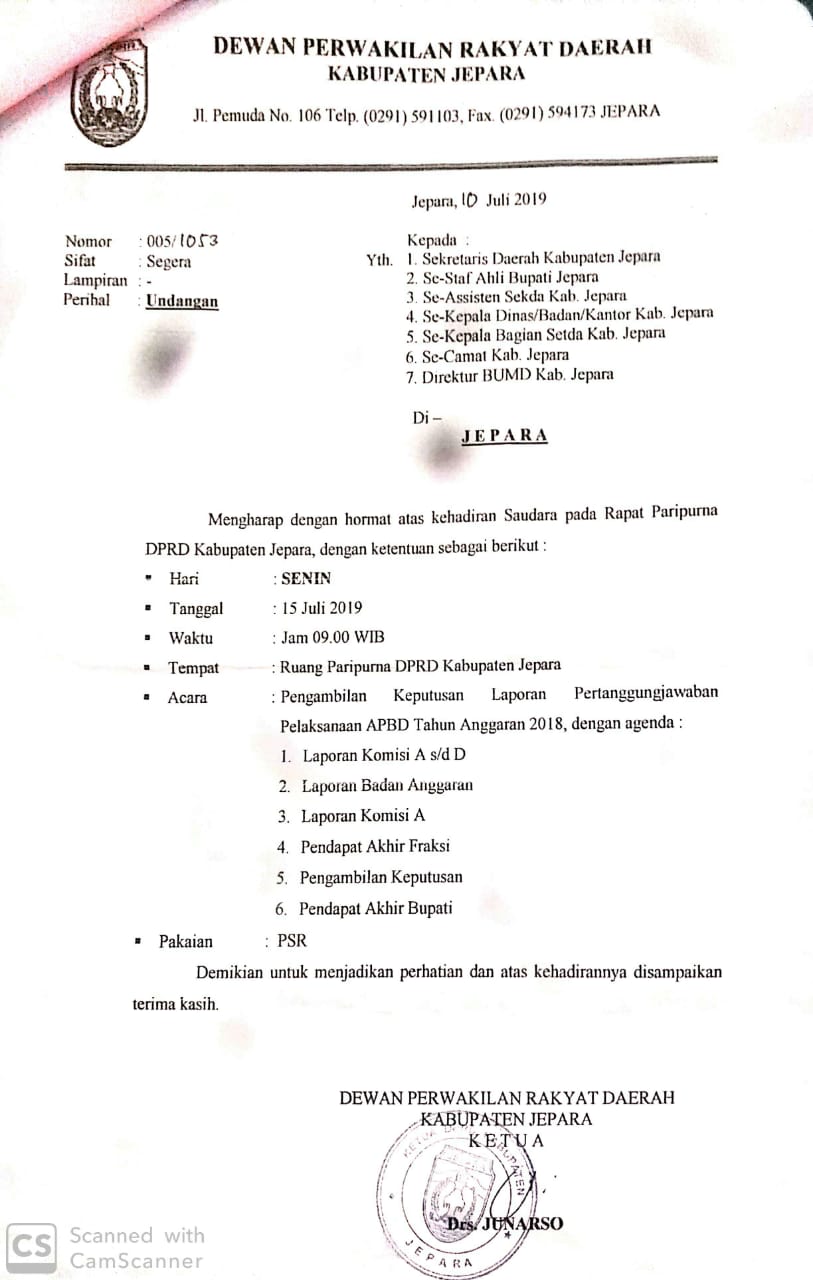 DEWAN PERWAKILAN RAKYAT DAERAH
KABUPATEN JEPARA
Jl. Pemuda No. 106 Telp. (0291) 591103, Fax. (0291) 594173 JEPARA
Jepara, 10 Juli 2019
Nomor : 005/1053
Sifat : Segera
Lampiran : -
Perihal : Undangan
Kepada :
Yth. 1. Sekretaris Daerah Kabupaten Jepara
2. Se-Staf Ahli Bupati Jepara
3. Se-Assisten Sekda Kab. Jepara
4. Se-Kepala Dinas/Badan/Kantor Kab. Jepara
5. Se-Kepala Bagian Setda Kab. Jepara
6. Se-Camat Kab. Jepara
7. Direktur BUMD Kab. Jepara
Di –
JEPARA
Mengharap dengan hormat atas kehadiran Saudara pada Rapat Paripurna
DPRD Kabupaten Jepara, dengan ketentuan sebagai berikut :
▪ Hari : SENIN
▪ Tanggal : 15 Juli 2019
▪ Waktu : Jam 09.00 WIB
▪ Tempat : Ruang Paripurna DPRD Kabupaten Jepara
▪ Acara : Pengambilan Keputusan Laporan Pertanggungjawaban
Pelaksanaan APBD Tahun Anggaran 2018, dengan agenda :
1. Laporan Komisi A s/d D
2. Laporan Badan Anggaran
3. Laporan Komisi A
4. Pendapat Akhir Fraksi
5. Pengambilan Keputusan
6. Pendapat Akhir Bupati
▪ Pakaian : PSR
Demikian untuk menjadikan perhatian dan atas kehadirannya disampaikan
terima kasih.
DEWAN PERWAKILAN RAKYAT DAERAH
KABUPATEN JEPARA
KETUA
Drs. JUNARSO
KETUA
KABUPATEN
JEPARA
CS Scanned with
CamScanner